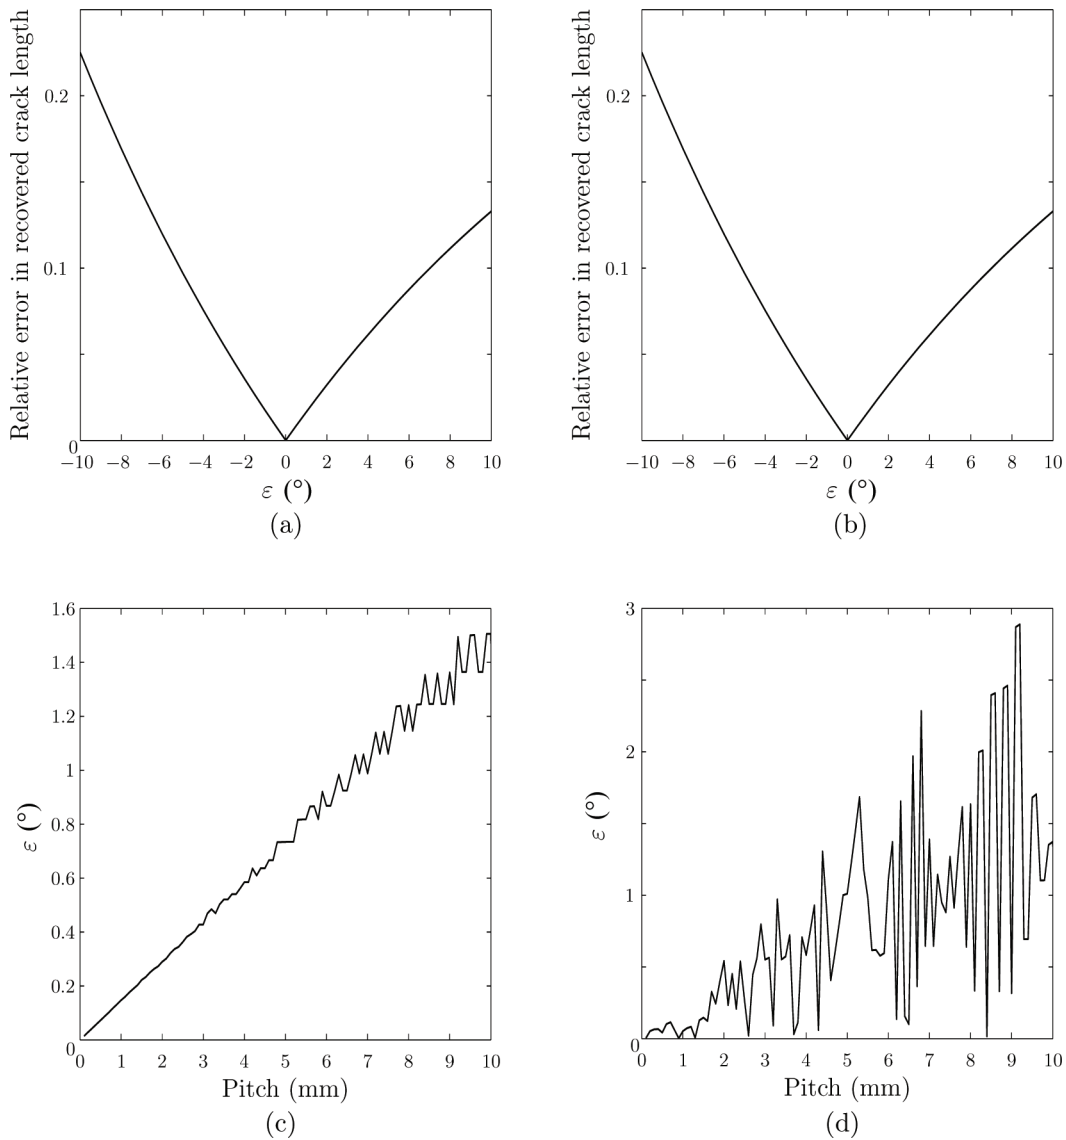 Relative error in recovered crack length
0.2
0.1
0
−10 −8 −6 −4 −2 0 2 4 6 8 10
ε (°)
(a)
Relative error in recovered crack length
0.2
0.1
−10 −8 −6 −4 −2 0 2 4 6 8 10
ε (°)
(b)
ε (°)
1.6
1.4
1.2
1
0.8
0.6
0.4
0.2
0
0 1 2 3 4 5 6 7 8 9 10
Pitch (mm)
(c)
ε (°)
3
2
1
0
0 1 2 3 4 5 6 7 8 9 10
Pitch (mm)
(d)